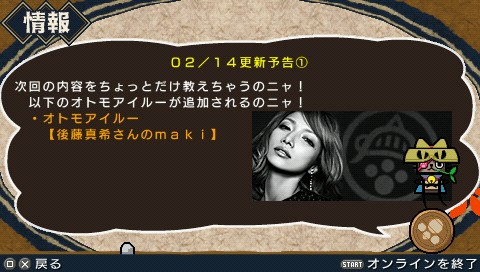 情報
02/14更新予告①
次回の内容をちょっとだけ教えちゃうのニャ!
以下のオトモアイルーが追加されるのニャ!
・オトモアイルー
【後藤真希さんのmaki】
□⊗戻る
START オンラインを終了